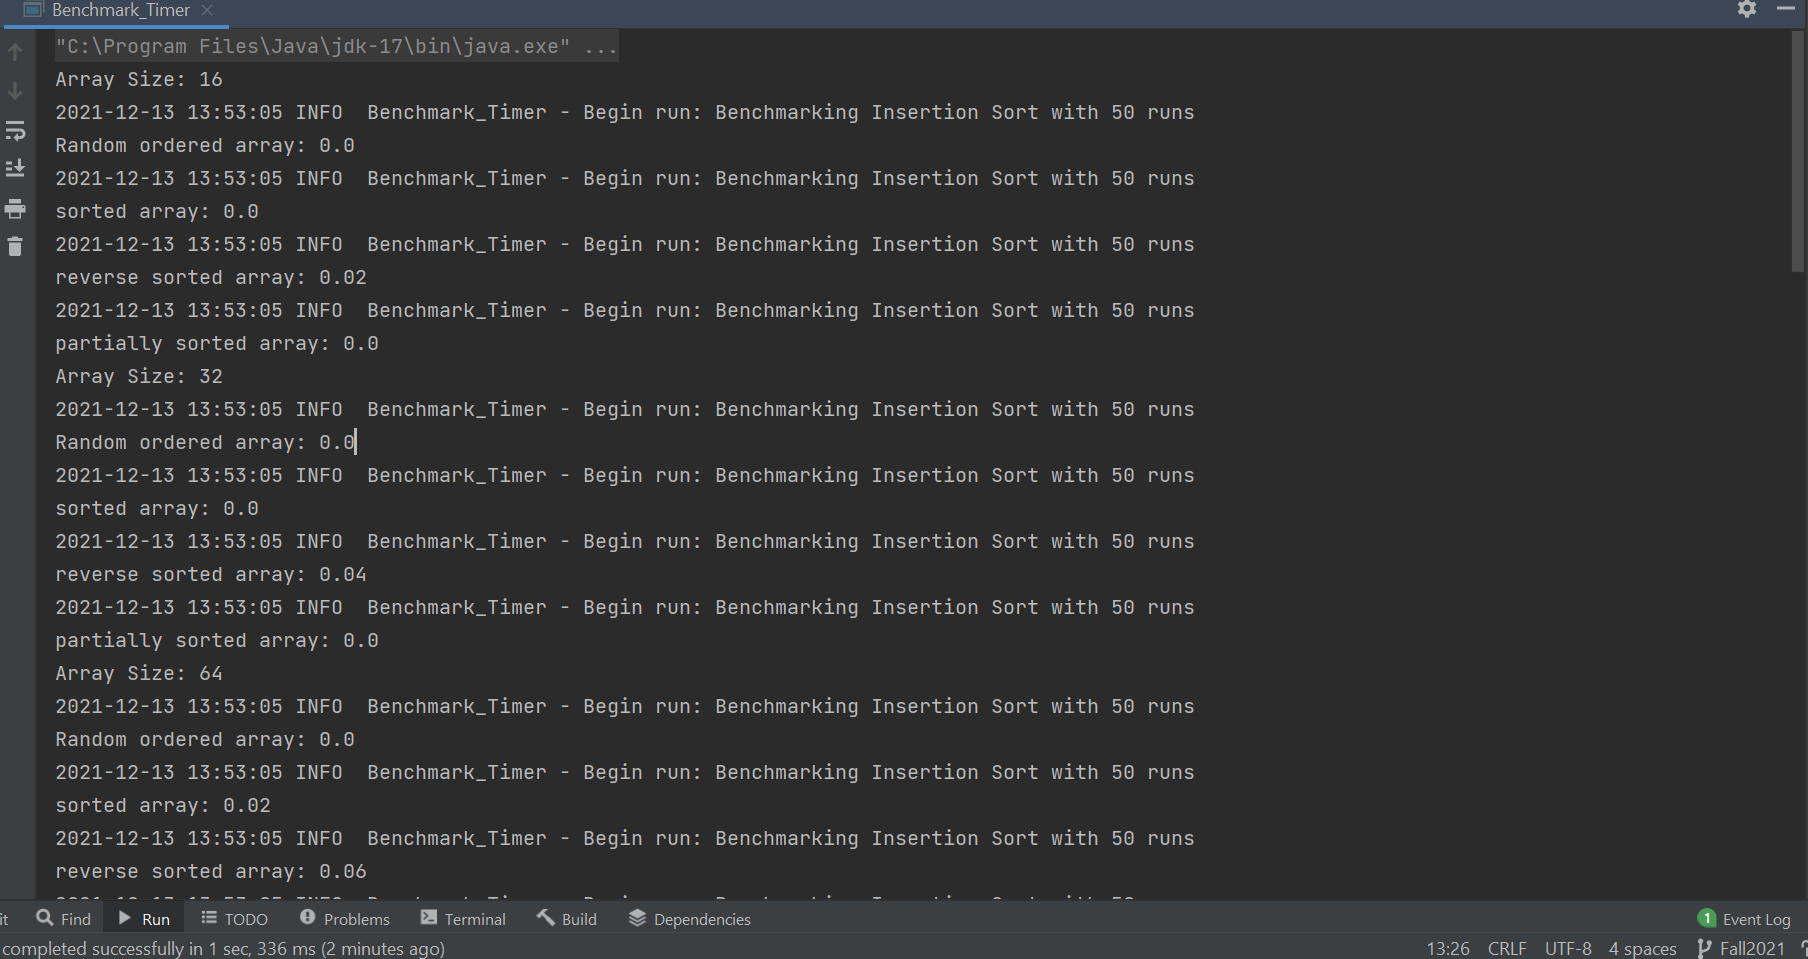 Benchmark_Timer
"C:\Program Files\Java\jdk-17\bin\java.exe" ...
Array Size: 16
2021-12-13 13:53:05 INFO  Benchmark_Timer - Begin run: Benchmarking Insertion Sort with 50 runs
Random ordered array: 0.0
2021-12-13 13:53:05 INFO  Benchmark_Timer - Begin run: Benchmarking Insertion Sort with 50 runs
sorted array: 0.0
2021-12-13 13:53:05 INFO  Benchmark_Timer - Begin run: Benchmarking Insertion Sort with 50 runs
reverse sorted array: 0.02
2021-12-13 13:53:05 INFO  Benchmark_Timer - Begin run: Benchmarking Insertion Sort with 50 runs
partially sorted array: 0.0
Array Size: 32
2021-12-13 13:53:05 INFO  Benchmark_Timer - Begin run: Benchmarking Insertion Sort with 50 runs
Random ordered array: 0.0
2021-12-13 13:53:05 INFO  Benchmark_Timer - Begin run: Benchmarking Insertion Sort with 50 runs
sorted array: 0.0
2021-12-13 13:53:05 INFO  Benchmark_Timer - Begin run: Benchmarking Insertion Sort with 50 runs
reverse sorted array: 0.04
2021-12-13 13:53:05 INFO  Benchmark_Timer - Begin run: Benchmarking Insertion Sort with 50 runs
partially sorted array: 0.0
Array Size: 64
2021-12-13 13:53:05 INFO  Benchmark_Timer - Begin run: Benchmarking Insertion Sort with 50 runs
Random ordered array: 0.0
2021-12-13 13:53:05 INFO  Benchmark_Timer - Begin run: Benchmarking Insertion Sort with 50 runs
sorted array: 0.02
2021-12-13 13:53:05 INFO  Benchmark_Timer - Begin run: Benchmarking Insertion Sort with 50 runs
reverse sorted array: 0.06
it Find Run TODO Problems Terminal Build Dependencies 1 Event Log
completed successfully in 1 sec, 336 ms (2 minutes ago) 13:26 CRLF UTF-8 4 spaces Fall2021